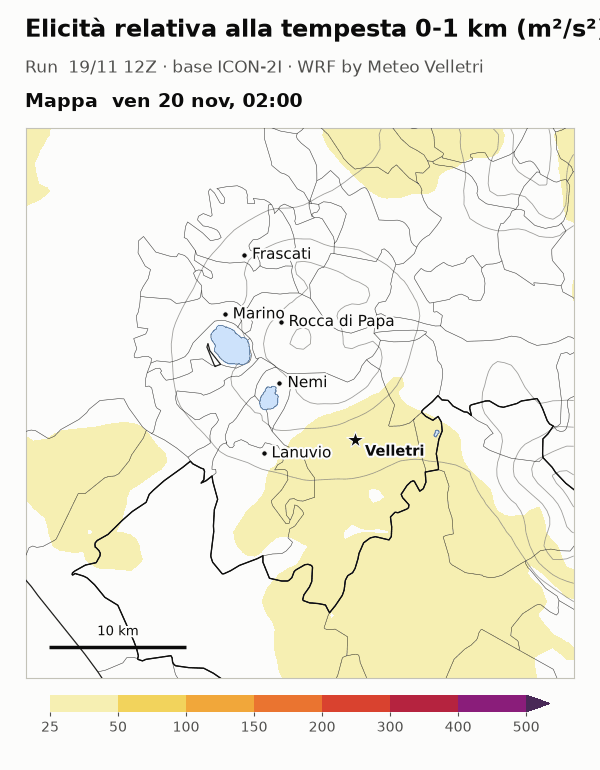 Elicità relativa alla tempesta 0-1 km (m²/s²)
Run  19/11 12Z · base ICON-2I · WRF by Meteo Velletri
Mappa  ven 20 nov, 02:00
Frascati
Marino
Rocca di Papa
Nemi
Lanuvio
Velletri
10 km
25 50 100 150 200 300 400 500